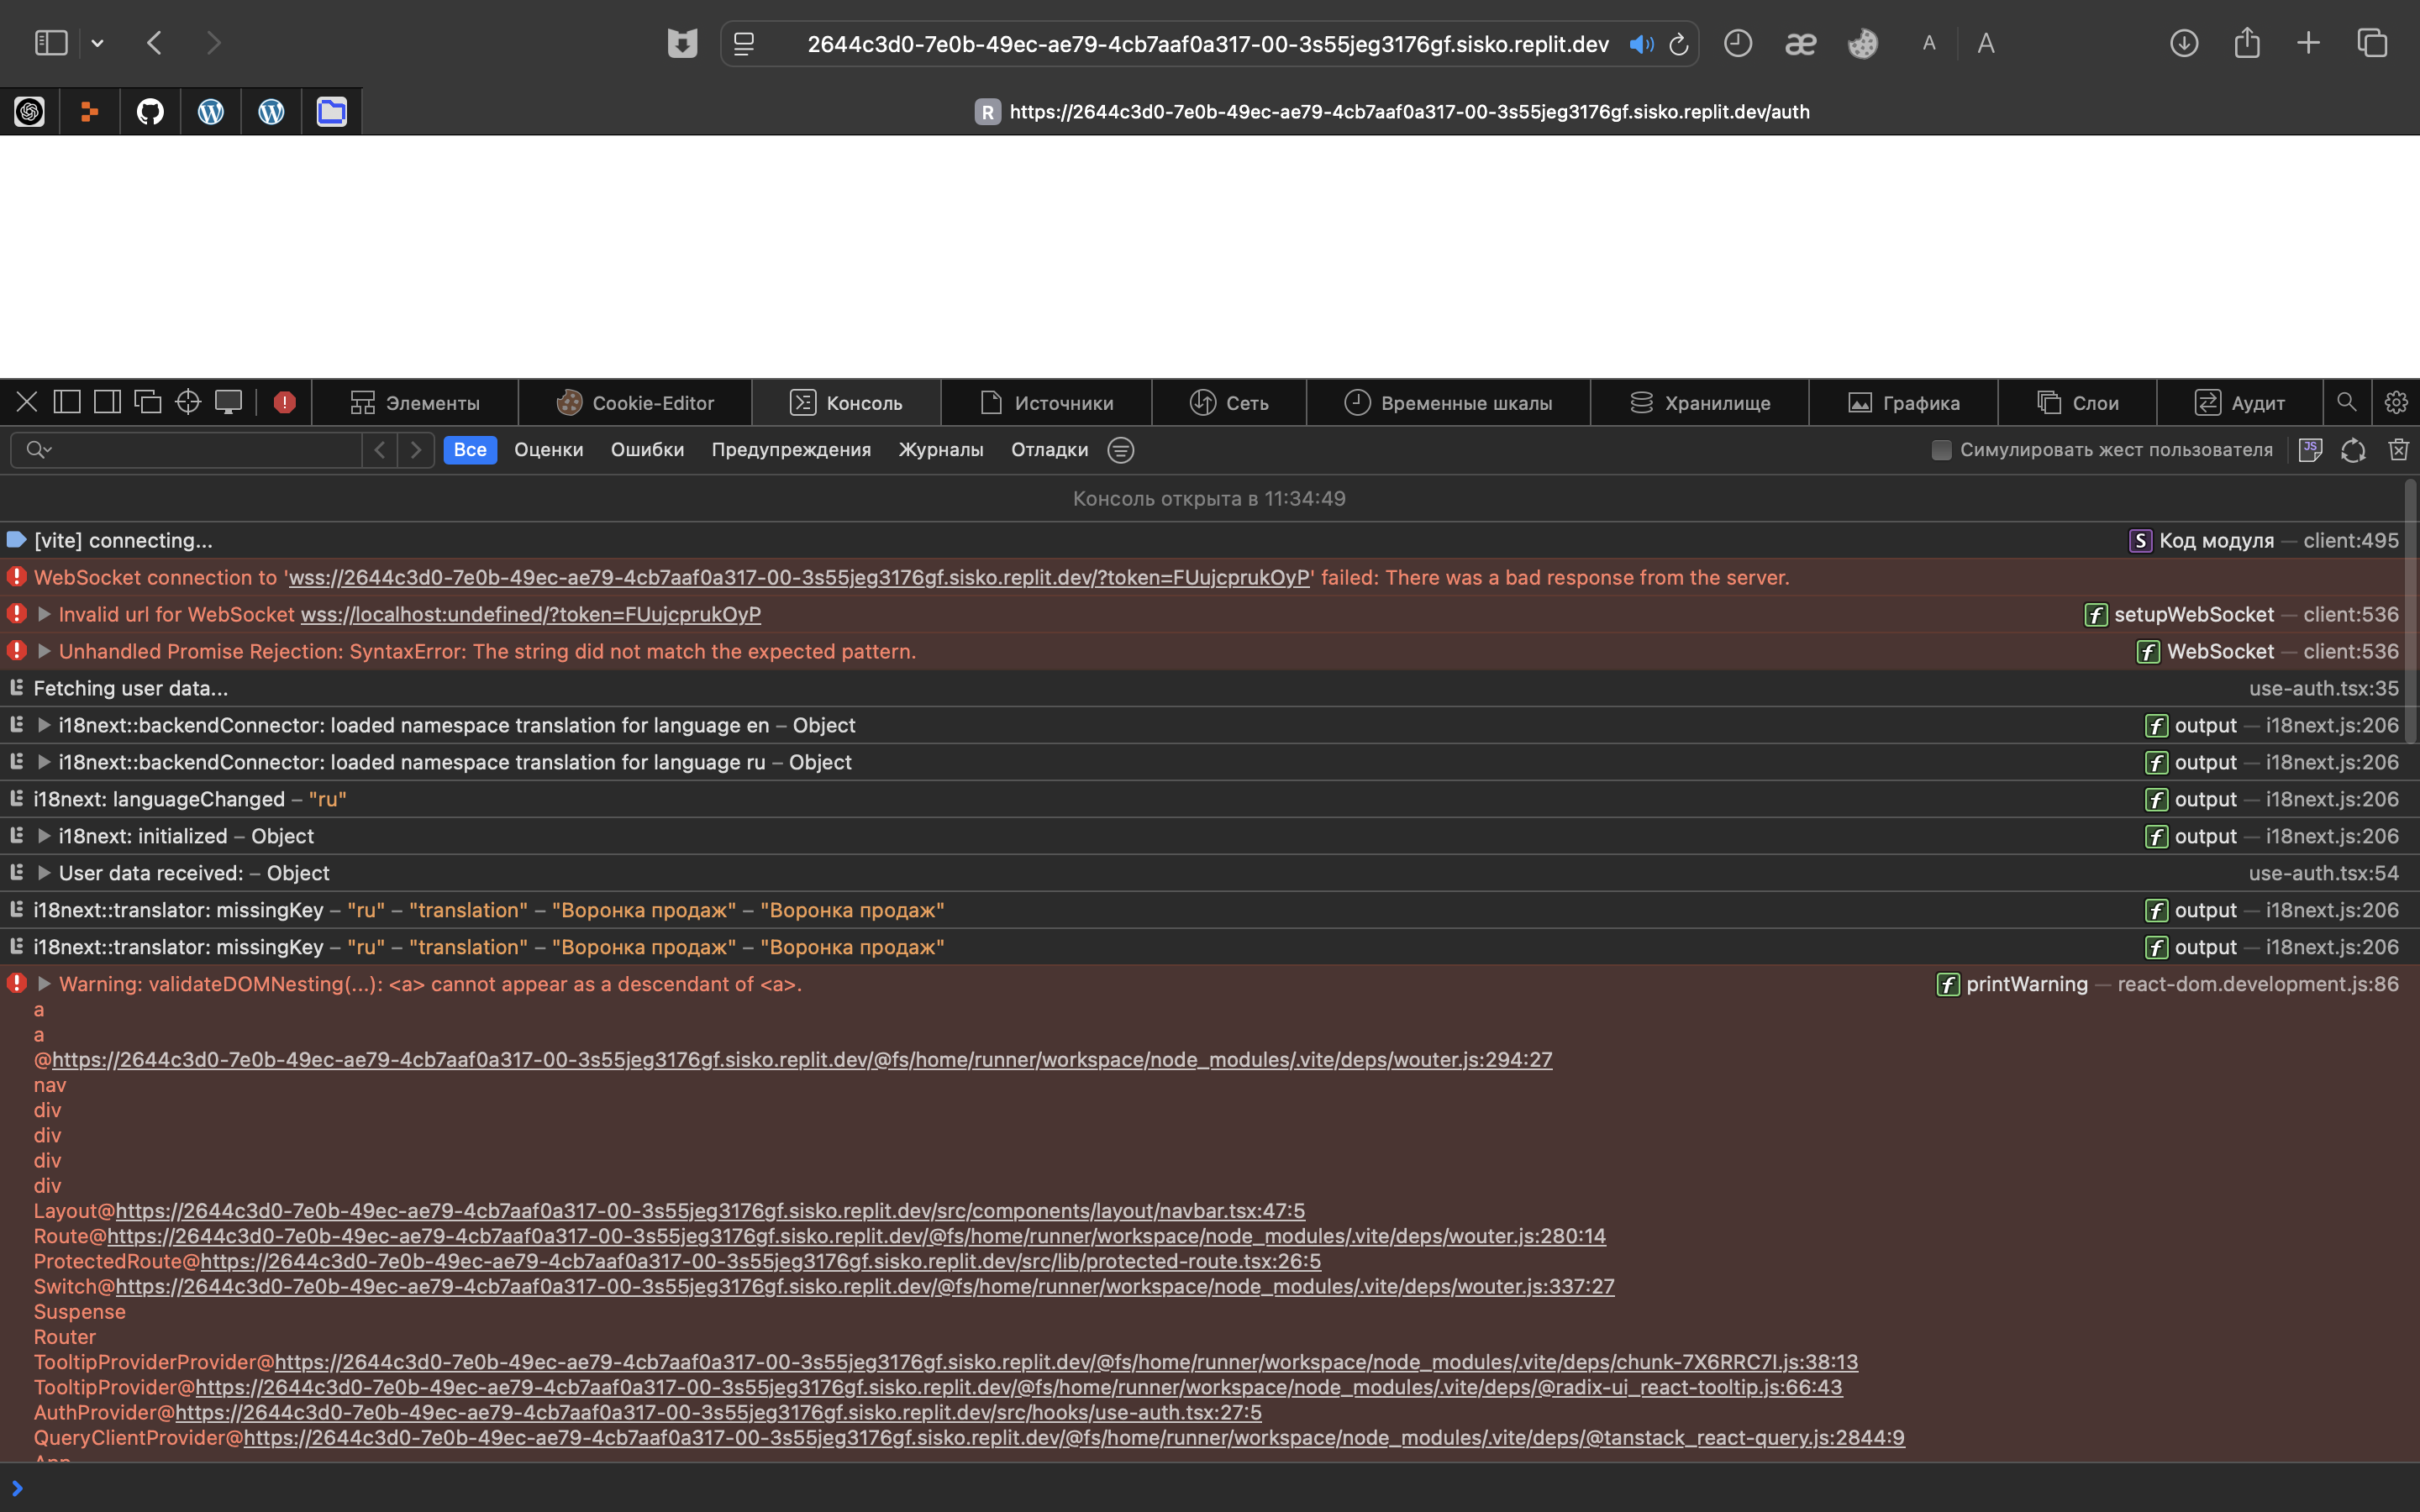 2644c3d0-7e0b-49ec-ae79-4cb7aaf0a317-00-3s55jeg3176gf.sisko.replit.dev
æ
A
A
R https://2644c3d0-7e0b-49ec-ae79-4cb7aaf0a317-00-3s55jeg3176gf.sisko.replit.dev/auth
Элементы Cookie-Editor Консоль Источники Сеть Временные шкалы Хранилище Графика Слои Аудит
Все Оценки Ошибки Предупреждения Журналы Отладки Симулировать жест пользователя JS
Консоль открыта в 11:34:49
[vite] connecting... S Код модуля — client:495
WebSocket connection to 'wss://2644c3d0-7e0b-49ec-ae79-4cb7aaf0a317-00-3s55jeg3176gf.sisko.replit.dev/?token=FUujcprukOyP' failed: There was a bad response from the server.
Invalid url for WebSocket wss://localhost:undefined/?token=FUujcprukOyP f setupWebSocket — client:536
Unhandled Promise Rejection: SyntaxError: The string did not match the expected pattern. f WebSocket — client:536
Fetching user data... use-auth.tsx:35
i18next::backendConnector: loaded namespace translation for language en – Object f output — i18next.js:206
i18next::backendConnector: loaded namespace translation for language ru – Object f output — i18next.js:206
i18next: languageChanged – "ru" f output — i18next.js:206
i18next: initialized – Object f output — i18next.js:206
User data received: – Object use-auth.tsx:54
i18next::translator: missingKey – "ru" – "translation" – "Воронка продаж" – "Воронка продаж" f output — i18next.js:206
i18next::translator: missingKey – "ru" – "translation" – "Воронка продаж" – "Воронка продаж" f output — i18next.js:206
Warning: validateDOMNesting(...): <a> cannot appear as a descendant of <a>. f printWarning — react-dom.development.js:86
a
a
@https://2644c3d0-7e0b-49ec-ae79-4cb7aaf0a317-00-3s55jeg3176gf.sisko.replit.dev/@fs/home/runner/workspace/node_modules/.vite/deps/wouter.js:294:27
nav
div
div
div
div
Layout@https://2644c3d0-7e0b-49ec-ae79-4cb7aaf0a317-00-3s55jeg3176gf.sisko.replit.dev/src/components/layout/navbar.tsx:47:5
Route@https://2644c3d0-7e0b-49ec-ae79-4cb7aaf0a317-00-3s55jeg3176gf.sisko.replit.dev/@fs/home/runner/workspace/node_modules/.vite/deps/wouter.js:280:14
ProtectedRoute@https://2644c3d0-7e0b-49ec-ae79-4cb7aaf0a317-00-3s55jeg3176gf.sisko.replit.dev/src/lib/protected-route.tsx:26:5
Switch@https://2644c3d0-7e0b-49ec-ae79-4cb7aaf0a317-00-3s55jeg3176gf.sisko.replit.dev/@fs/home/runner/workspace/node_modules/.vite/deps/wouter.js:337:27
Suspense
Router
TooltipProviderProvider@https://2644c3d0-7e0b-49ec-ae79-4cb7aaf0a317-00-3s55jeg3176gf.sisko.replit.dev/@fs/home/runner/workspace/node_modules/.vite/deps/chunk-7X6RRC7I.js:38:13
TooltipProvider@https://2644c3d0-7e0b-49ec-ae79-4cb7aaf0a317-00-3s55jeg3176gf.sisko.replit.dev/@fs/home/runner/workspace/node_modules/.vite/deps/@radix-ui_react-tooltip.js:66:43
AuthProvider@https://2644c3d0-7e0b-49ec-ae79-4cb7aaf0a317-00-3s55jeg3176gf.sisko.replit.dev/src/hooks/use-auth.tsx:27:5
QueryClientProvider@https://2644c3d0-7e0b-49ec-ae79-4cb7aaf0a317-00-3s55jeg3176gf.sisko.replit.dev/@fs/home/runner/workspace/node_modules/.vite/deps/@tanstack_react-query.js:2844:9